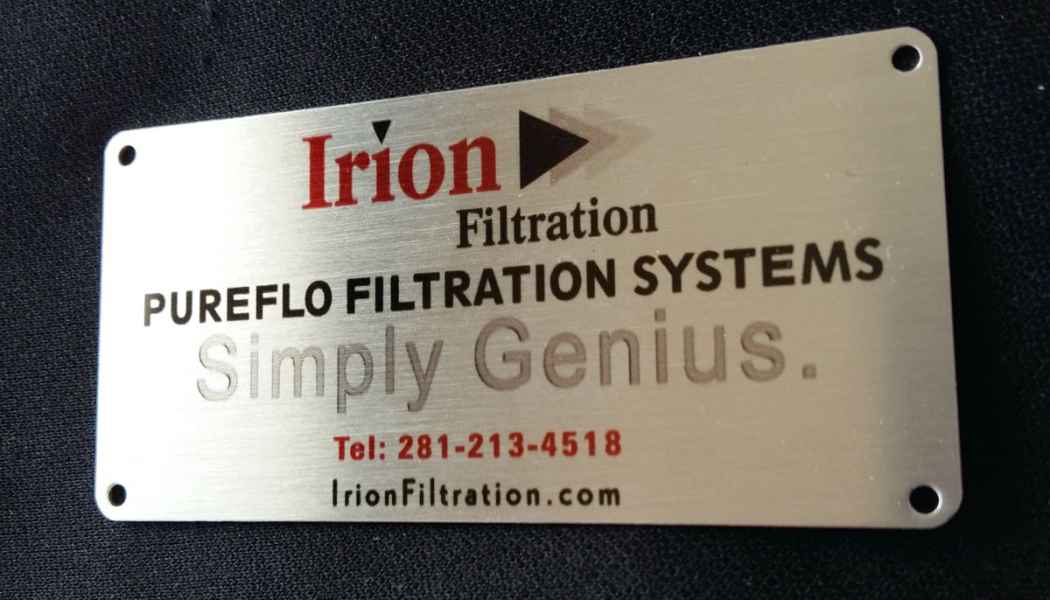 Irion
Filtration
PUREFLO FILTRATION SYSTEMS
Simply Genius.
Tel: 281-213-4518
IrionFiltration.com